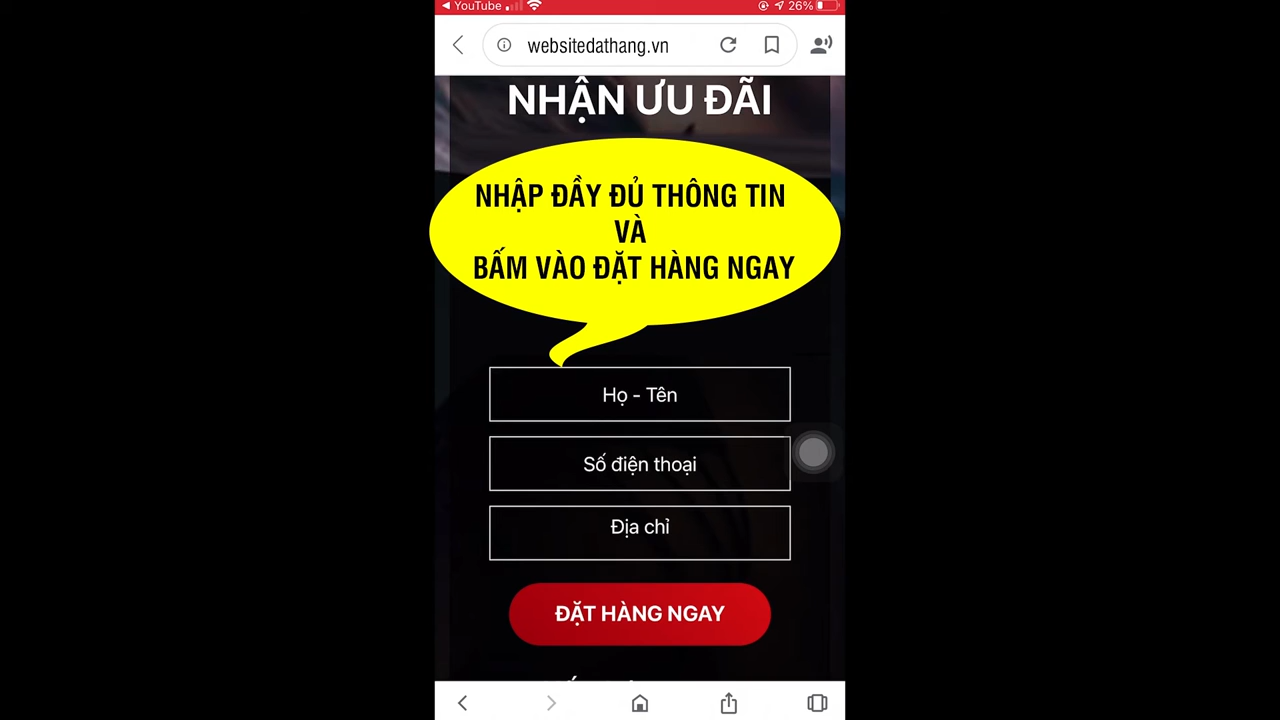 YouTube
26%
websitedathang.vn
NHẬN ƯU ĐÃI
NHẬP ĐẦY ĐỦ THÔNG TIN
VÀ
BẤM VÀO ĐẶT HÀNG NGAY
Họ - Tên
Số điện thoại
Địa chỉ
ĐẶT HÀNG NGAY